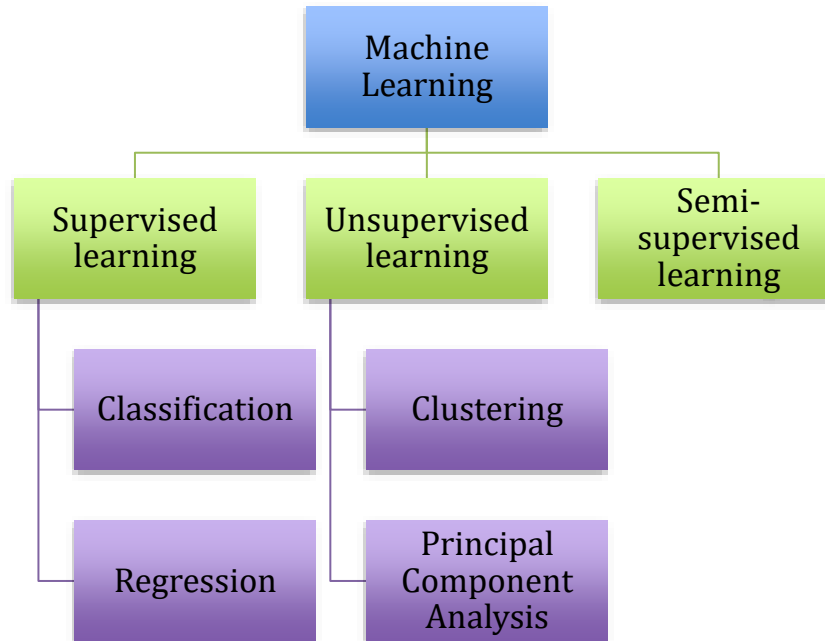 Machine
Learning
Supervised
learning
Unsupervised
learning
Semi-
supervised
learning
Classification
Clustering
Regression
Principal
Component
Analysis